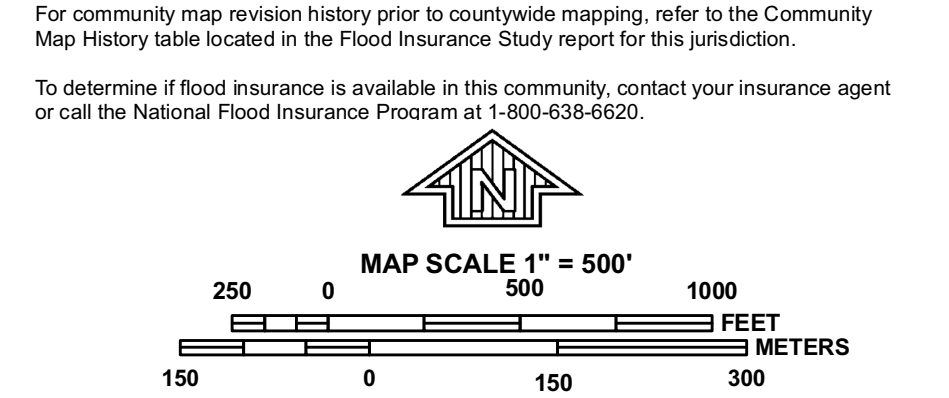 For community map revision history prior to countywide mapping, refer to the Community
Map History table located in the Flood Insurance Study report for this jurisdiction.
To determine if flood insurance is available in this community, contact your insurance agent
or call the National Flood Insurance Program at 1-800-638-6620.
N
MAP SCALE 1" = 500'
250 0 500 1000
FEET
METERS
150 0 150 300